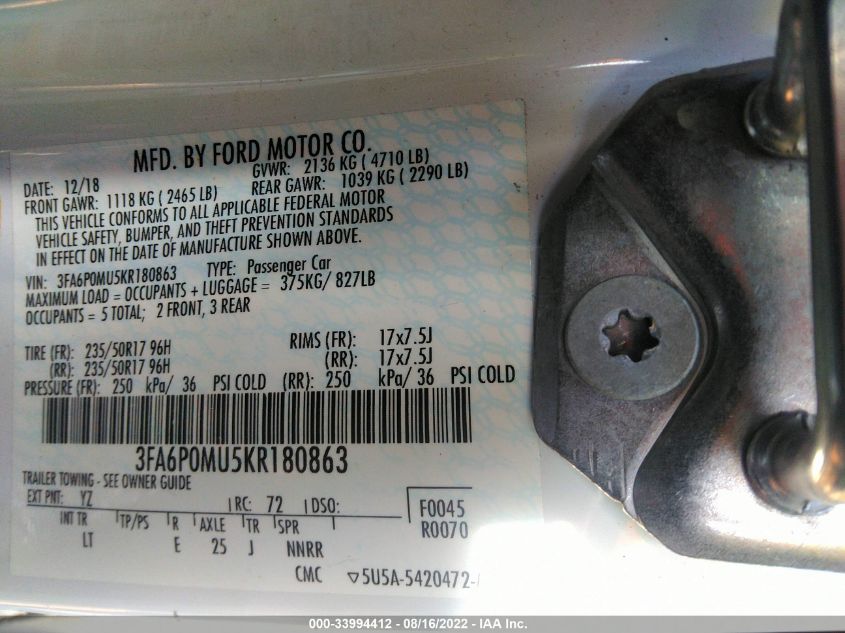 MFD. BY FORD MOTOR CO.
DATE: 12/18 GVWR: 2136 KG ( 4710 LB)
FRONT GAWR: 1118 KG ( 2465 LB) REAR GAWR: 1039 KG ( 2290 LB)
THIS VEHICLE CONFORMS TO ALL APPLICABLE FEDERAL MOTOR
VEHICLE SAFETY, BUMPER, AND THEFT PREVENTION STANDARDS
IN EFFECT ON THE DATE OF MANUFACTURE SHOWN ABOVE.
VIN: 3FA6P0MU5KR180863 TYPE: Passenger Car
MAXIMUM LOAD = OCCUPANTS + LUGGAGE = 375KG/ 827LB
OCCUPANTS = 5 TOTAL; 2 FRONT, 3 REAR
TIRE (FR): 235/50R17 96H RIMS (FR): 17x7.5J
(RR): 235/50R17 96H (RR): 17x7.5J
PRESSURE (FR): 250 kPa/ 36 PSI COLD (RR): 250 kPa/ 36 PSI COLD
3FA6P0MU5KR180863
TRAILER TOWING - SEE OWNER GUIDE
EXT PNT: YZ RC: 72 DSO: F0045
INT TR TP/PS R AXLE TR SPR R0070
LT E 25 J NNRR
CMC ▽5U5A-5420472-
000-33994412 - 08/16/2022 - IAA Inc.